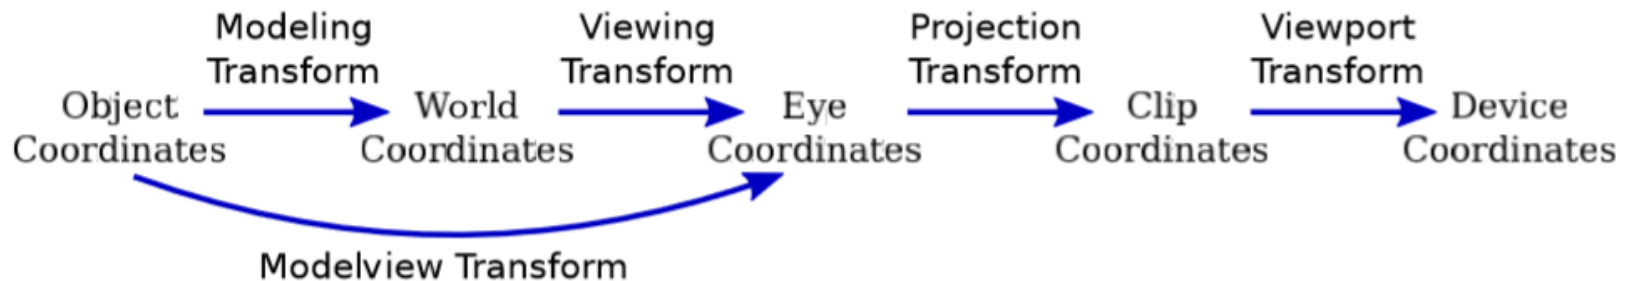 Modeling
Transform
Viewing
Transform
Projection
Transform
Viewport
Transform
Object
Coordinates
World
Coordinates
Eye
Coordinates
Clip
Coordinates
Device
Coordinates
Modelview Transform